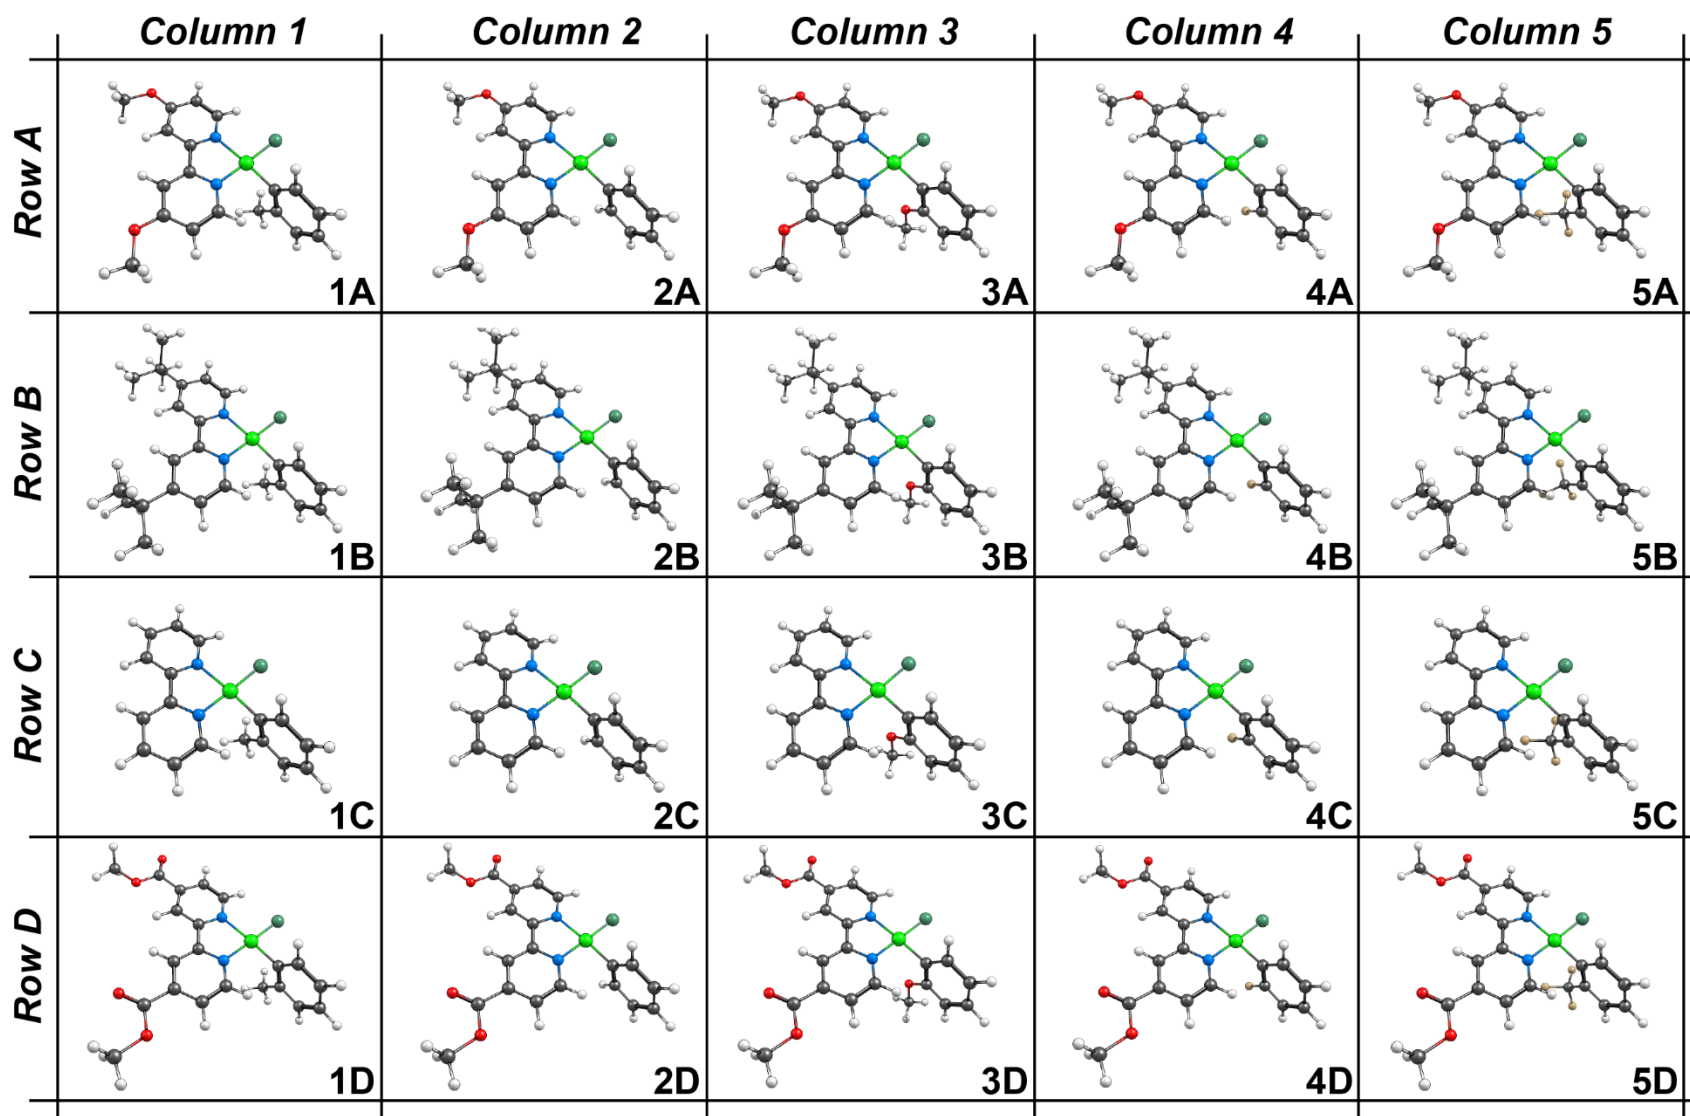 Column 1 Column 2 Column 3 Column 4 Column 5
Row A
1A 2A 3A 4A 5A
Row B
1B 2B 3B 4B 5B
Row C
1C 2C 3C 4C 5C
Row D
1D 2D 3D 4D 5D